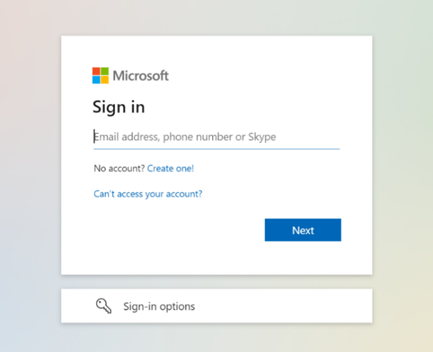 Microsoft
Sign in
Email address, phone number or Skype
No account? Create one!
Can't access your account?
Next
Sign-in options